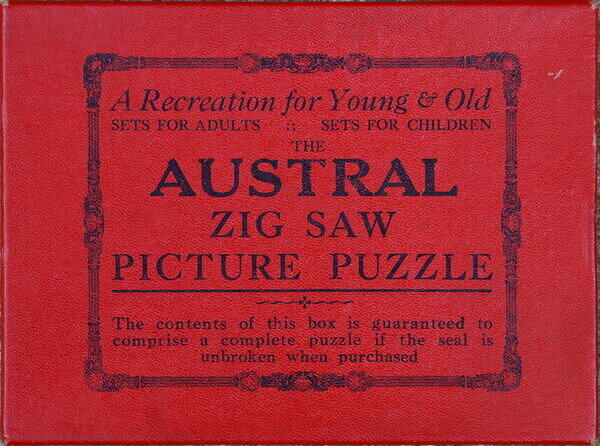 A Recreation for Young & Old
SETS FOR ADULTS :: SETS FOR CHILDREN
THE
AUSTRAL
ZIG SAW
PICTURE PUZZLE
The contents of this box is guaranteed to
comprise a complete puzzle if the seal is
unbroken when purchased